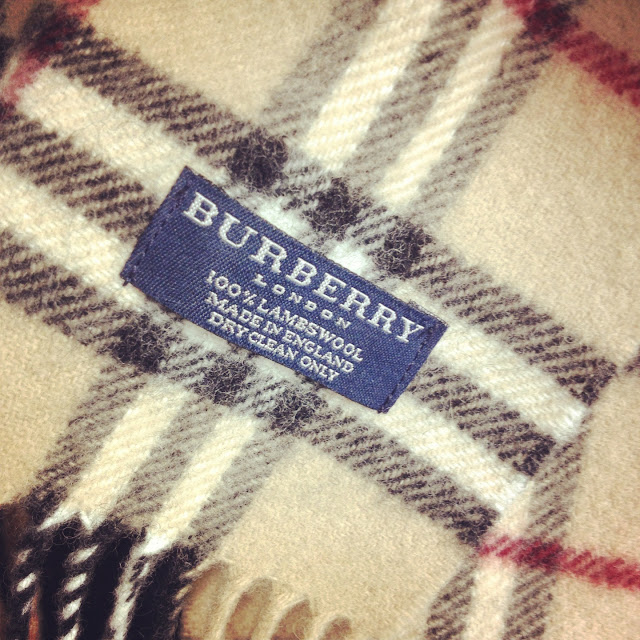 BURBERRY
LONDON
100% LAMBSWOOL
MADE IN ENGLAND
DRY CLEAN ONLY